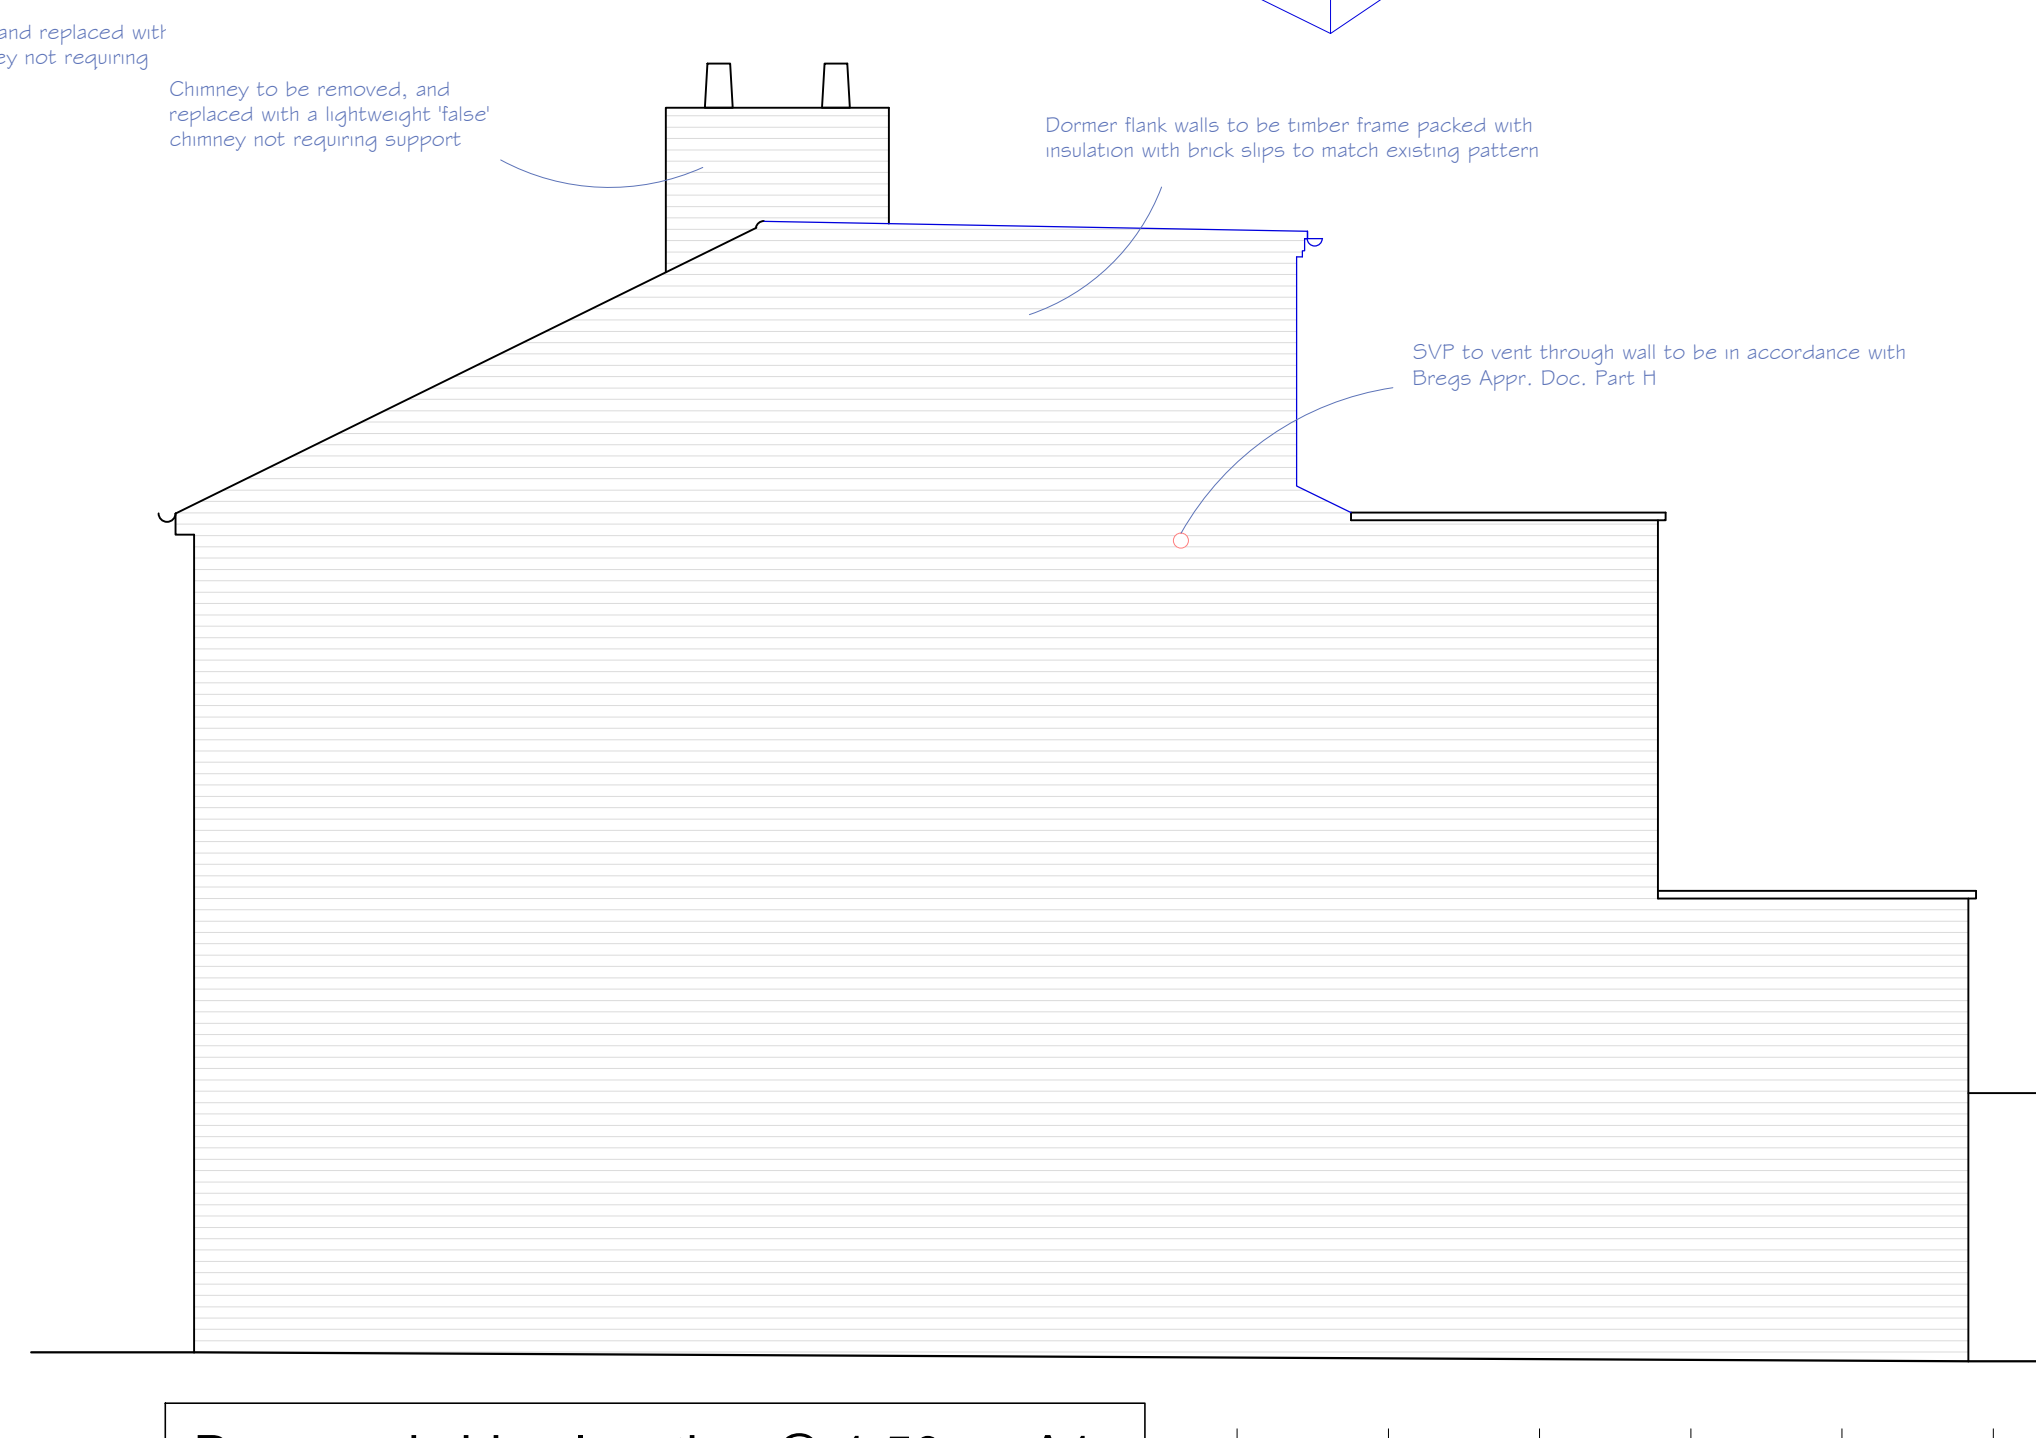 and replaced with
ey not requiring
Chimney to be removed, and
replaced with a lightweight 'false'
chimney not requiring support
Dormer flank walls to be timber frame packed with
insulation with brick slips to match existing pattern
SVP to vent through wall to be in accordance with
Bregs Appr. Doc. Part H